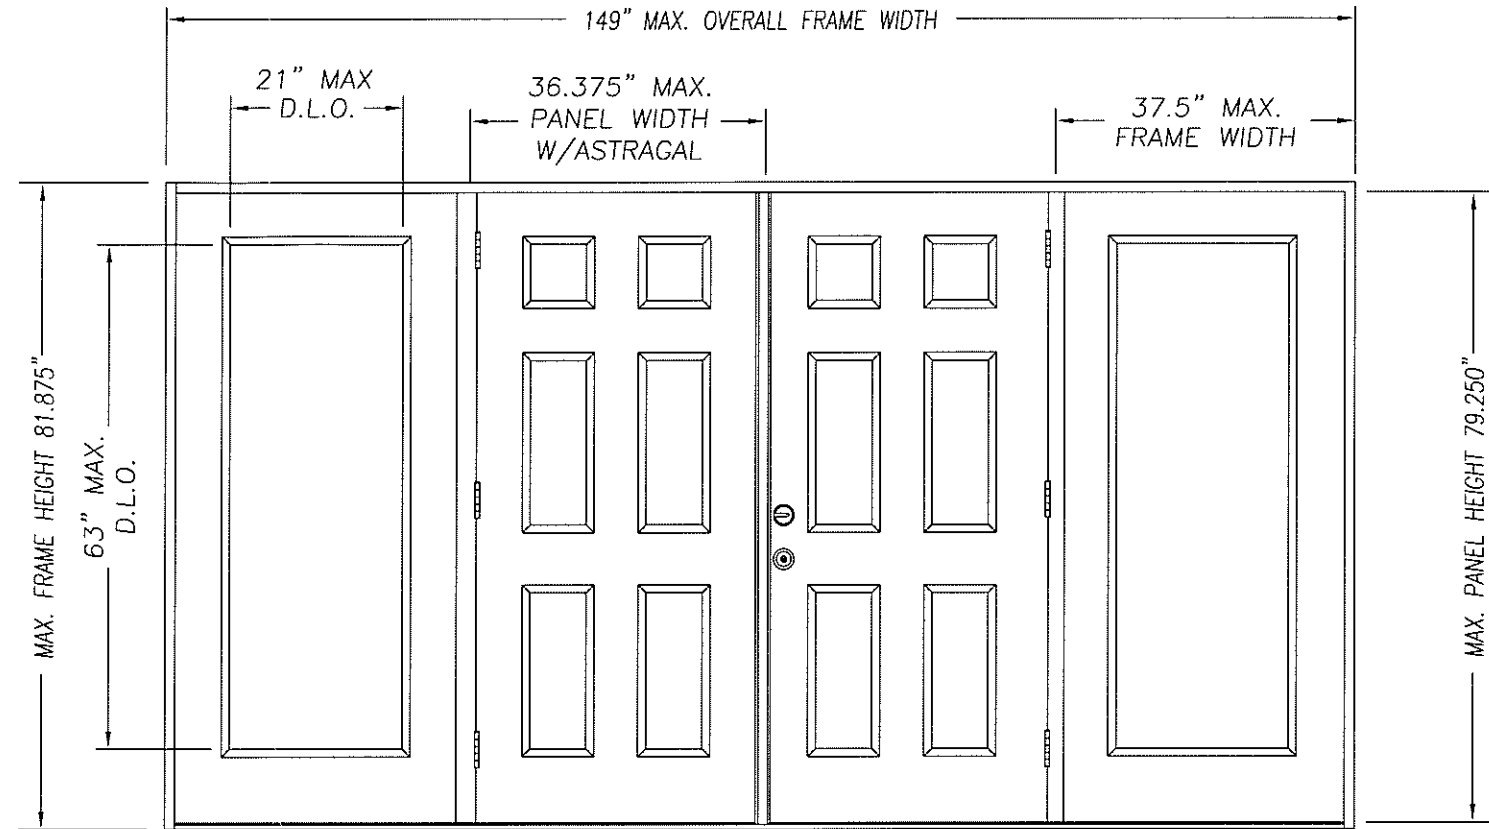 149" MAX. OVERALL FRAME WIDTH
21" MAX
D.L.O.
36.375" MAX.
PANEL WIDTH
W/ASTRAGAL
37.5" MAX.
FRAME WIDTH
MAX. FRAME HEIGHT 81.875"
63" MAX.
D.L.O.
MAX. PANEL HEIGHT 79.250"